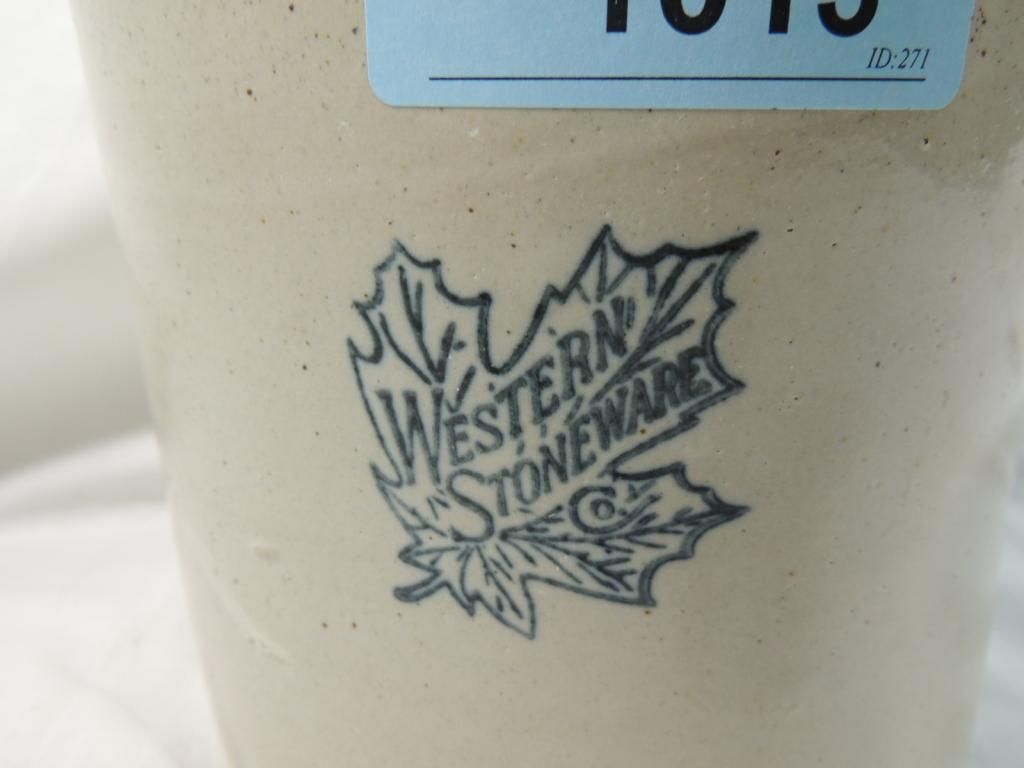 ID:271
WESTERN
STONEWARE
CO.